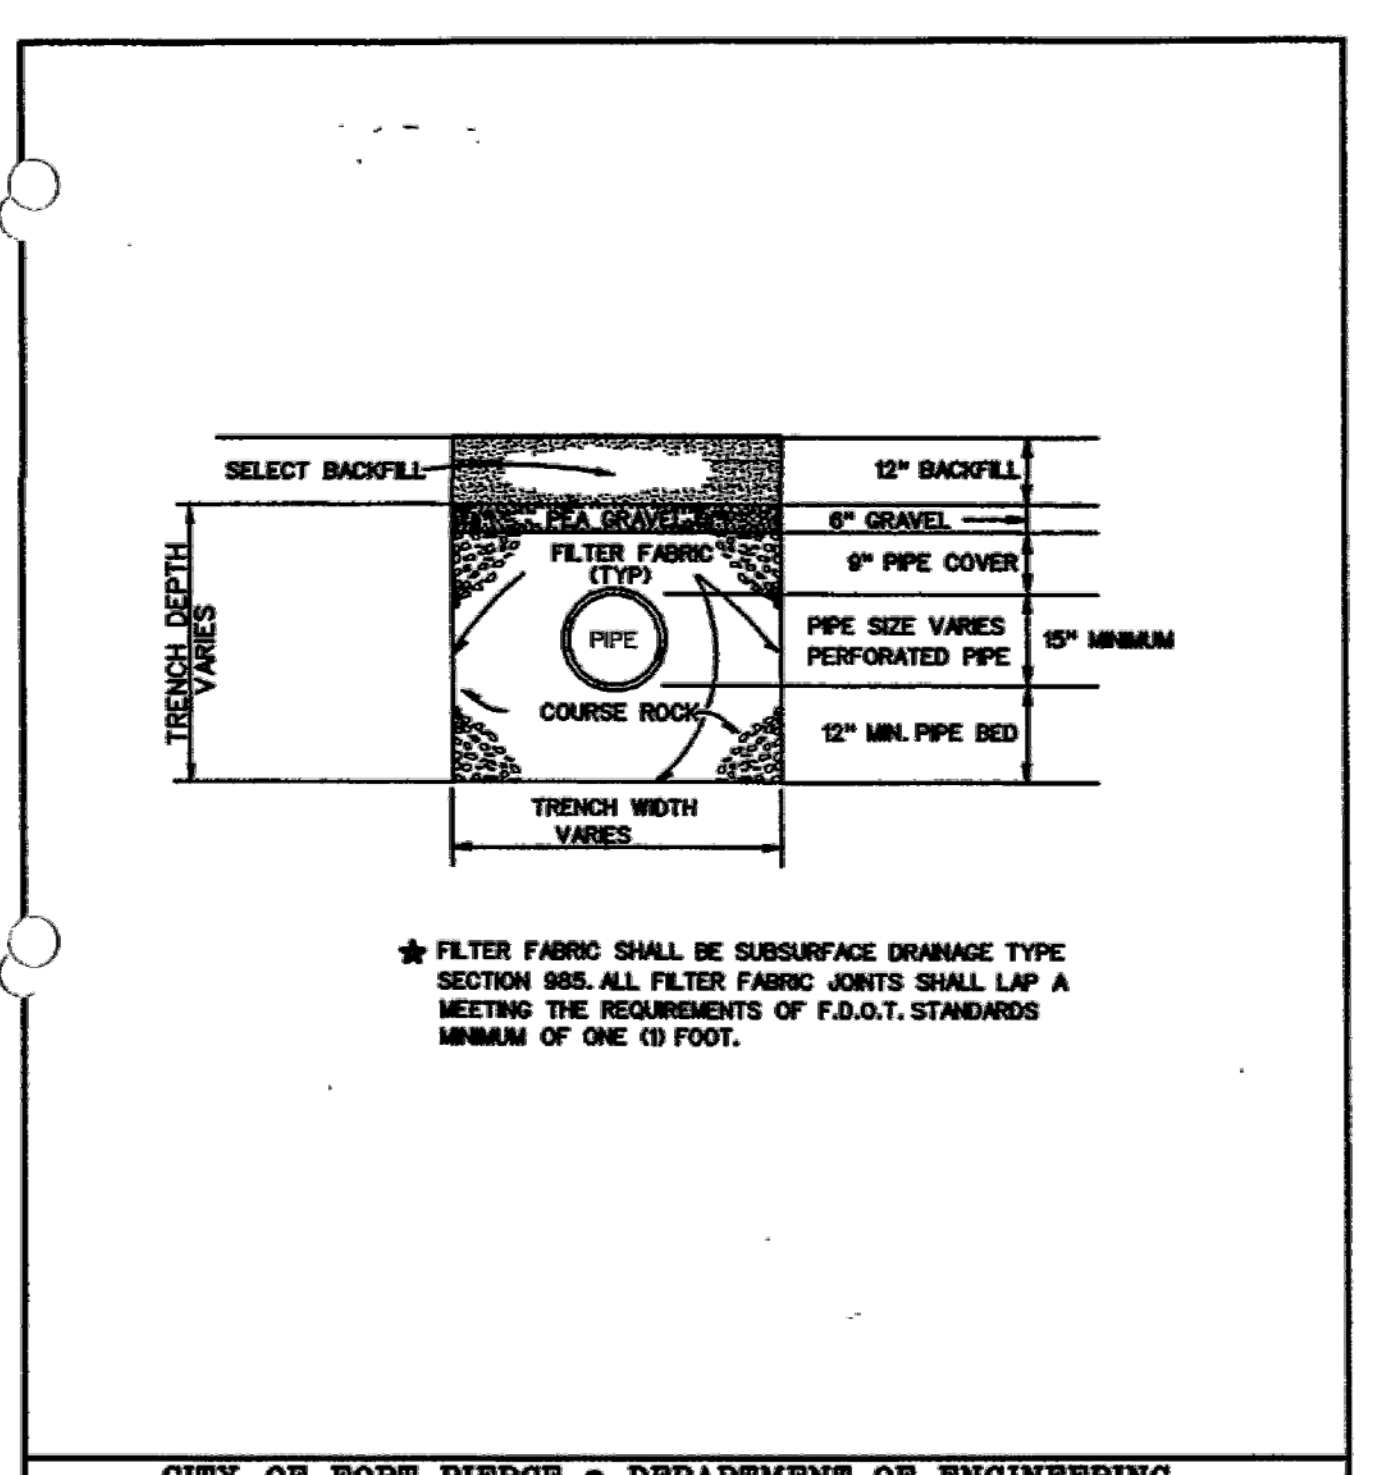 SELECT BACKFILL
12" BACKFILL
PEA GRAVEL
6" GRAVEL
FILTER FABRIC
(TYP)
9" PIPE COVER
TRENCH DEPTH
VARIES
PIPE
PIPE SIZE VARIES
PERFORATED PIPE
15" MINIMUM
COURSE ROCK
12" MIN. PIPE BED
TRENCH WIDTH
VARIES
★ FILTER FABRIC SHALL BE SUBSURFACE DRAINAGE TYPE
SECTION 985. ALL FILTER FABRIC JOINTS SHALL LAP A
MEETING THE REQUIREMENTS OF F.D.O.T. STANDARDS
MINIMUM OF ONE (1) FOOT.
CITY OF FORT PIERCE - DEPARTMENT OF ENGINEERING